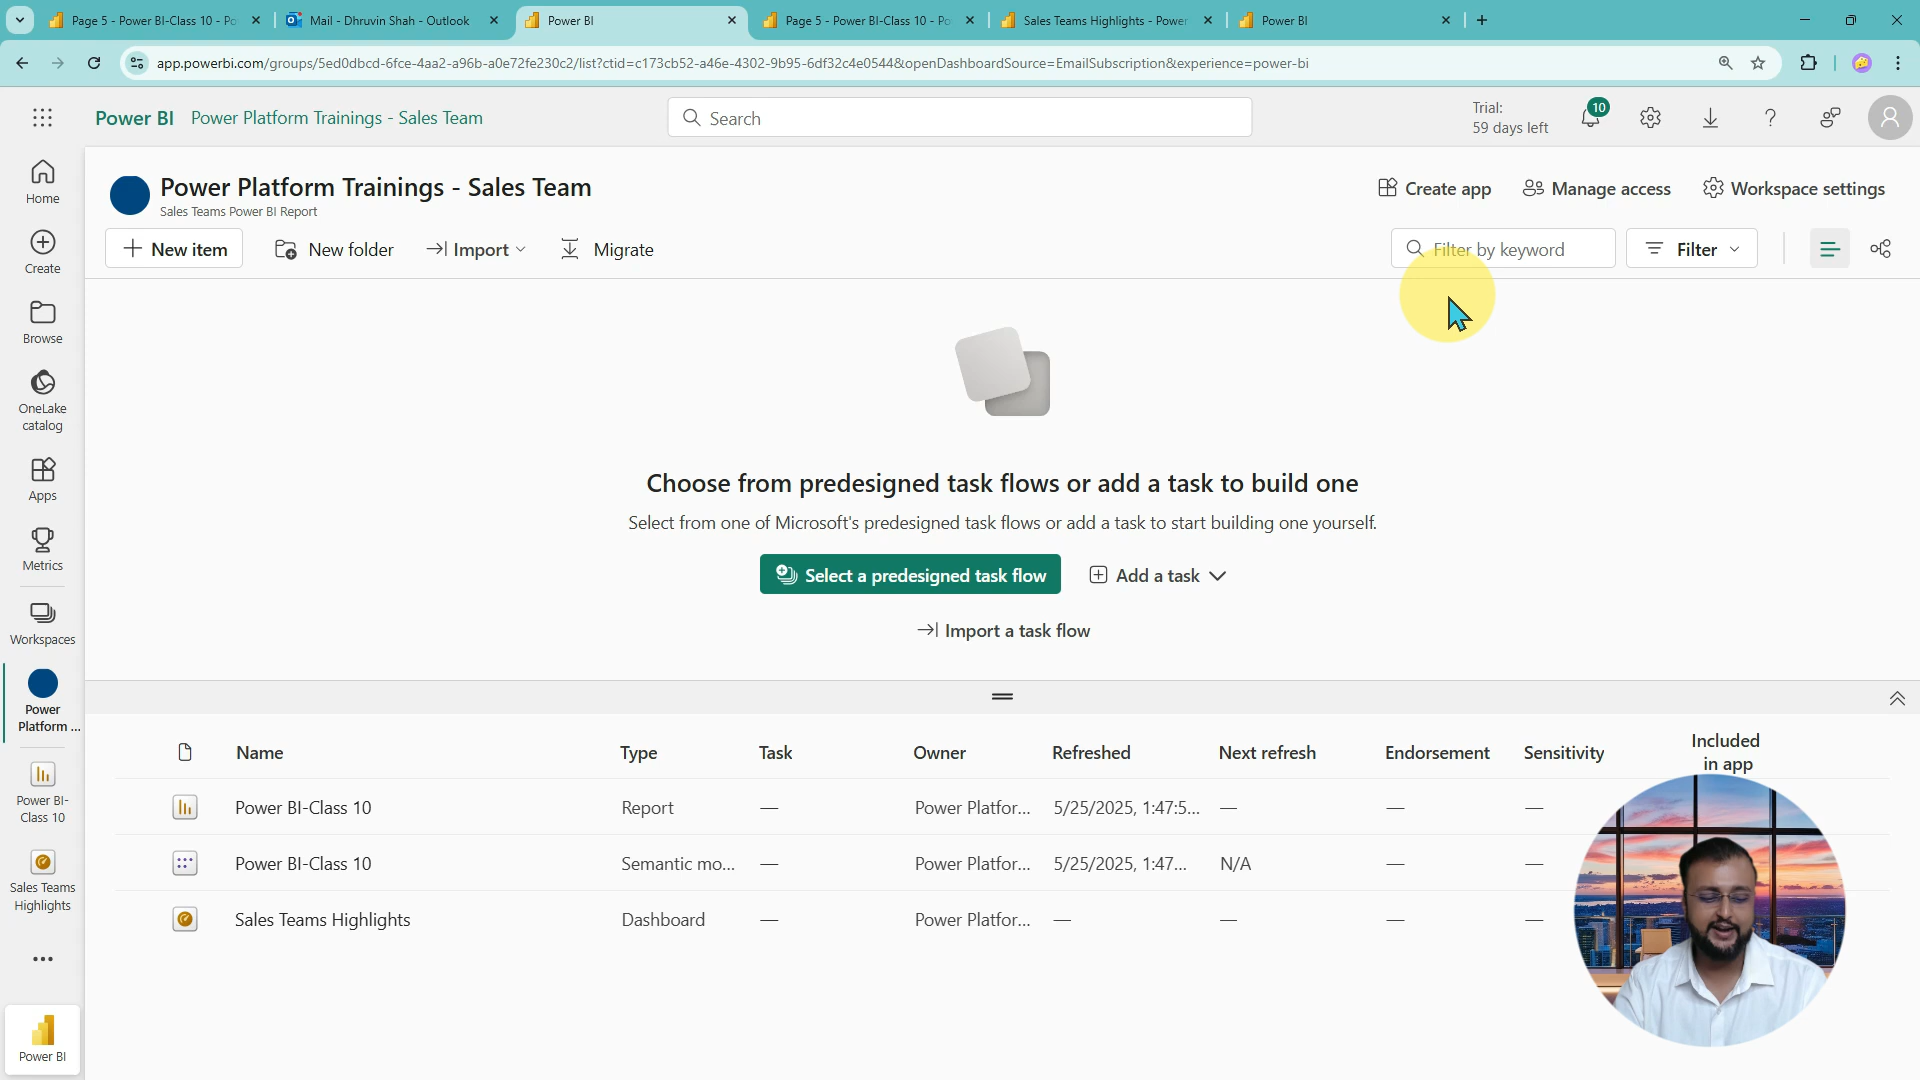 Page 5 - Power BI-Class 10 - Po
Mail - Dhruvin Shah - Outlook
Power BI
Page 5 - Power BI-Class 10 - Po
Sales Teams Highlights - Power
Power BI
app.powerbi.com/groups/5ed0dbcd-6fce-4aa2-a96b-a0e72fe230c2/list?ctid=c173cb52-a46e-4302-9b95-6df32c4e0544&openDashboardSource=EmailSubscription&experience=power-bi
Power BI Power Platform Trainings - Sales Team
Search
Trial:
59 days left
10
Home
Create
Browse
OneLake
catalog
Apps
Metrics
Workspaces
Power
Platform ...
Power BI-
Class 10
Sales Teams
Highlights
Power BI
Power Platform Trainings - Sales Team
Sales Teams Power BI Report
Create app
Manage access
Workspace settings
New item
New folder
Import
Migrate
Filter by keyword
Filter
Choose from predesigned task flows or add a task to build one
Select from one of Microsoft's predesigned task flows or add a task to start building one yourself.
Select a predesigned task flow
Add a task
Import a task flow
Name Type Task Owner Refreshed Next refresh Endorsement Sensitivity Included
in app
Power BI-Class 10 Report — Power Platfor... 5/25/2025, 1:47:5... — — —
Power BI-Class 10 Semantic mo... — Power Platfor... 5/25/2025, 1:47... N/A — —
Sales Teams Highlights Dashboard — Power Platfor... — — — —